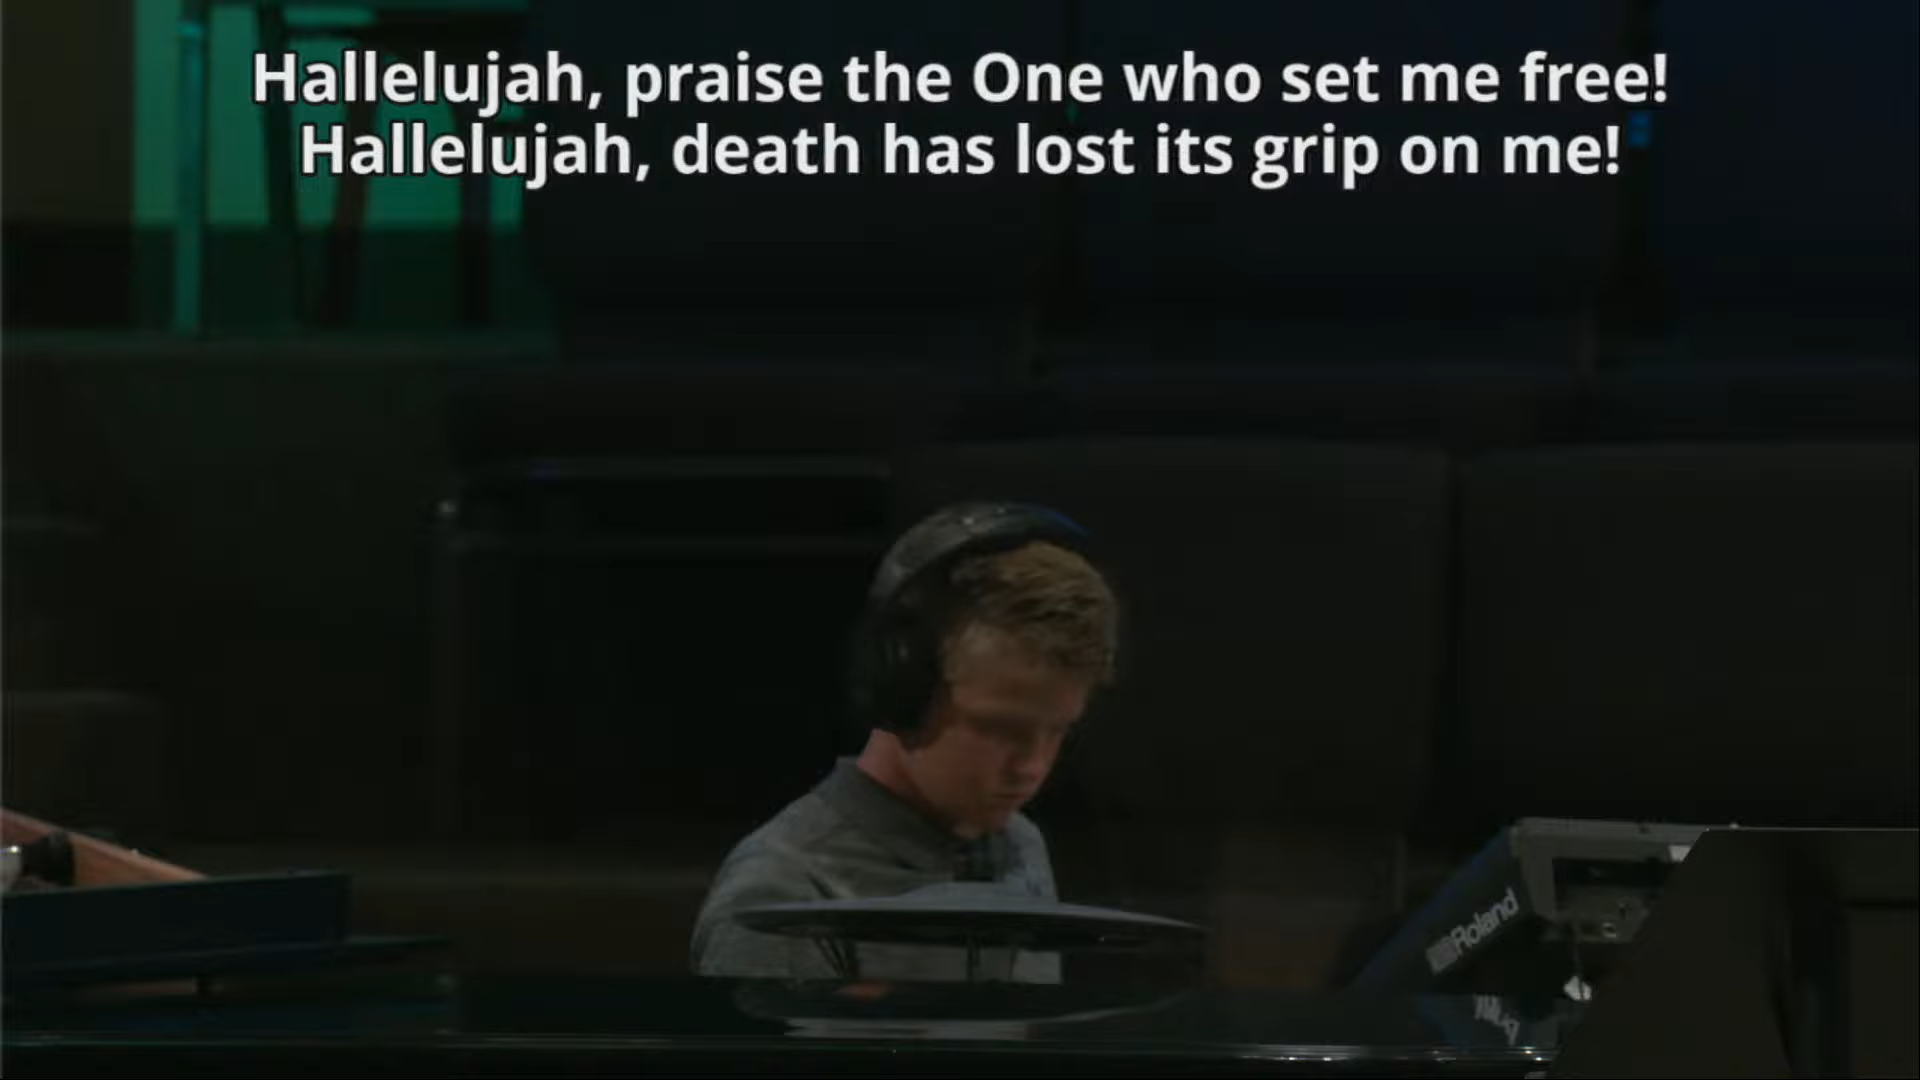 Hallelujah, praise the One who set me free!
Hallelujah, death has lost its grip on me!
Roland